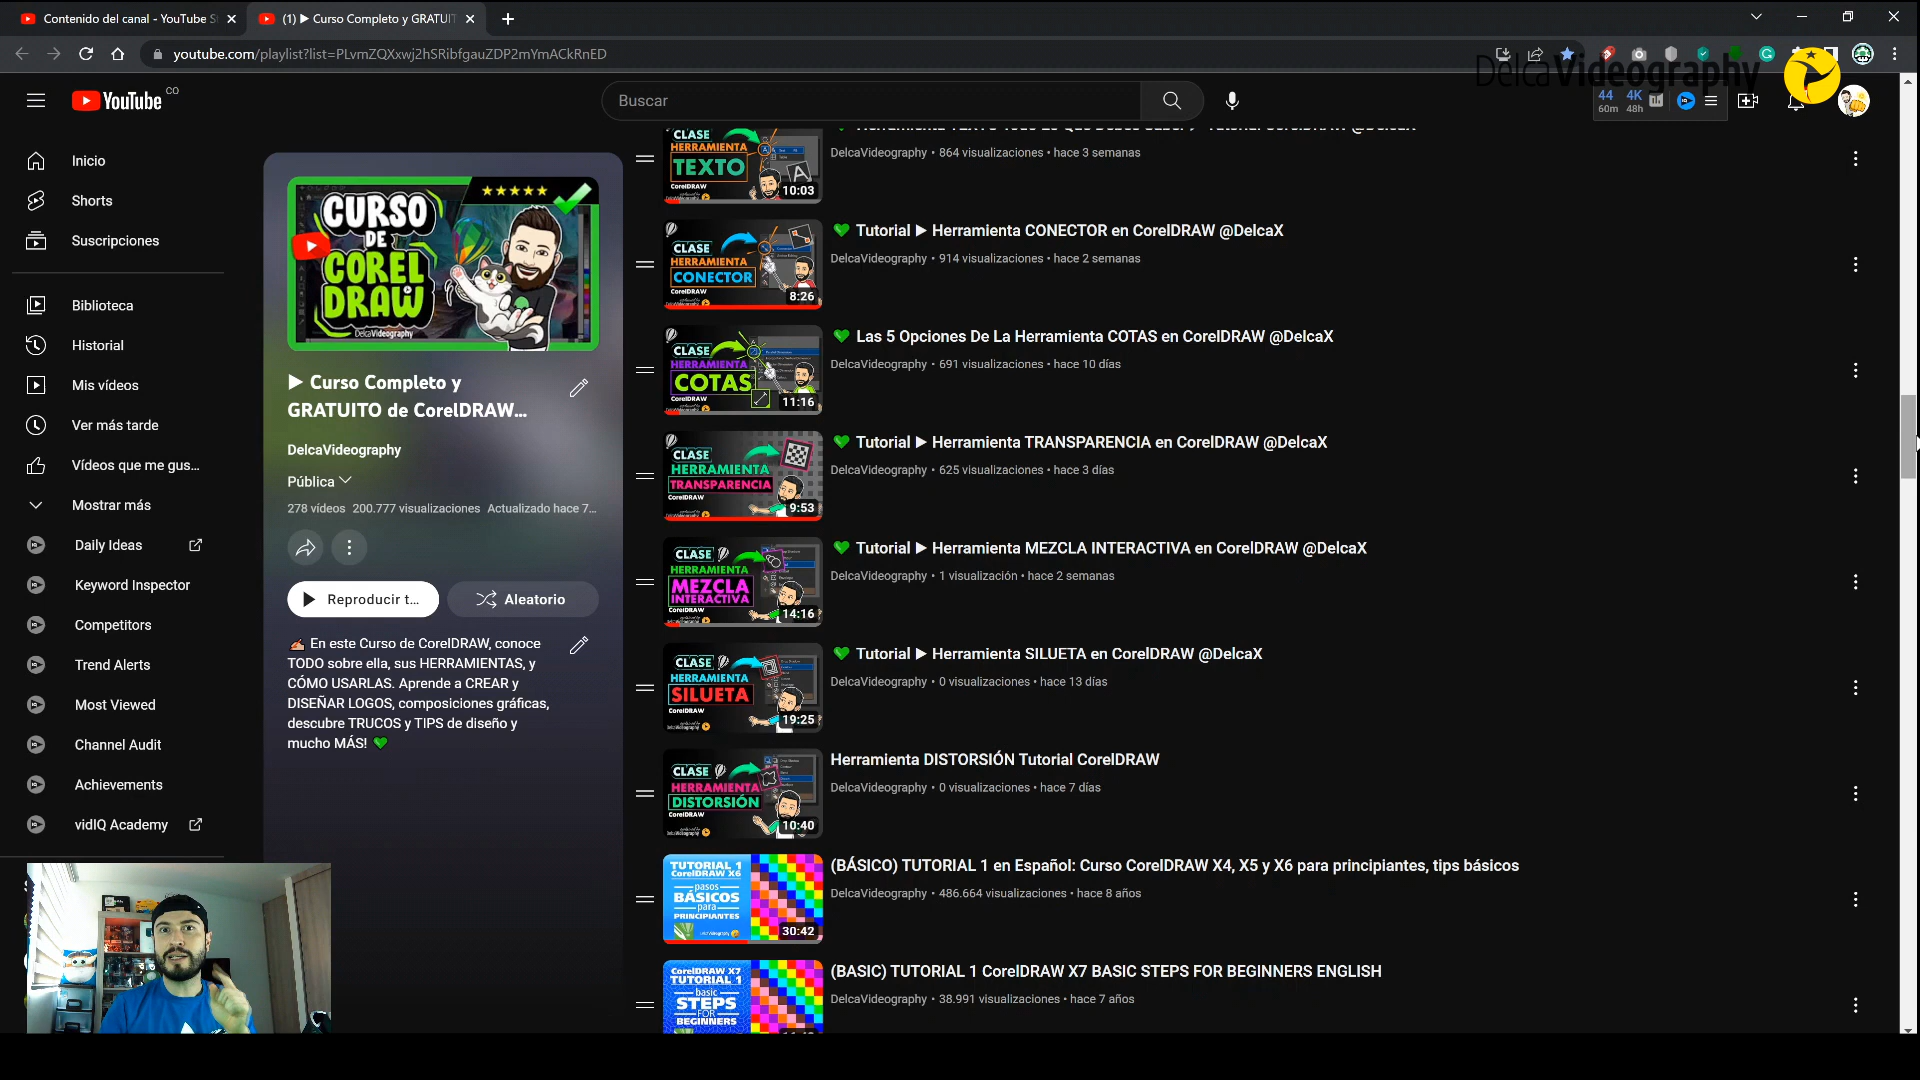 Contenido del canal - YouTube S
(1) ▶ Curso Completo y GRATUIT
youtube.com/playlist?list=PLvmZQXxwj2hSRibfgauZDP2mYmACkRnED
DelcaVideography
YouTube CO
Buscar
44 60m
4K 48h
Inicio
Shorts
Suscripciones
Biblioteca
Historial
Mis vídeos
Ver más tarde
Vídeos que me gus...
Mostrar más
Daily Ideas
Keyword Inspector
Competitors
Trend Alerts
Most Viewed
Channel Audit
Achievements
vidIQ Academy
CURSO
DE
COREL
DRAW
DelcaVideography
▶ Curso Completo y
GRATUITO de CorelDRAW...
DelcaVideography
Pública
278 vídeos 200.777 visualizaciones Actualizado hace 7...
Reproducir t...
Aleatorio
✍ En este Curso de CorelDRAW, conoce
TODO sobre ella, sus HERRAMIENTAS, y
CÓMO USARLAS. Aprende a CREAR y
DISEÑAR LOGOS, composiciones gráficas,
descubre TRUCOS y TIPS de diseño y
mucho MÁS! 💚
CLASE
HERRAMIENTA
TEXTO
CorelDRAW
10:03
DelcaVideography • 864 visualizaciones • hace 3 semanas
CLASE
HERRAMIENTA
CONECTOR
CorelDRAW
8:26
💚 Tutorial ▶ Herramienta CONECTOR en CorelDRAW @DelcaX
DelcaVideography • 914 visualizaciones • hace 2 semanas
CLASE
HERRAMIENTA
COTAS
CorelDRAW
11:16
💚 Las 5 Opciones De La Herramienta COTAS en CorelDRAW @DelcaX
DelcaVideography • 691 visualizaciones • hace 10 días
CLASE
HERRAMIENTA
TRANSPARENCIA
CorelDRAW
9:53
💚 Tutorial ▶ Herramienta TRANSPARENCIA en CorelDRAW @DelcaX
DelcaVideography • 625 visualizaciones • hace 3 días
CLASE
HERRAMIENTA
MEZCLA
INTERACTIVA
CorelDRAW
14:16
💚 Tutorial ▶ Herramienta MEZCLA INTERACTIVA en CorelDRAW @DelcaX
DelcaVideography • 1 visualización • hace 2 semanas
CLASE
HERRAMIENTA
SILUETA
CorelDRAW
19:25
💚 Tutorial ▶ Herramienta SILUETA en CorelDRAW @DelcaX
DelcaVideography • 0 visualizaciones • hace 13 días
CLASE
HERRAMIENTA
DISTORSIÓN
CorelDRAW
10:40
Herramienta DISTORSIÓN Tutorial CorelDRAW
DelcaVideography • 0 visualizaciones • hace 7 días
TUTORIAL 1
CorelDRAW X6
pasos
BÁSICOS
para
PRINCIPIANTES
30:42
(BÁSICO) TUTORIAL 1 en Español: Curso CorelDRAW X4, X5 y X6 para principiantes, tips básicos
DelcaVideography • 486.664 visualizaciones • hace 8 años
CorelDRAW X7
TUTORIAL 1
basic
STEPS
FOR
BEGINNERS
(BASIC) TUTORIAL 1 CorelDRAW X7 BASIC STEPS FOR BEGINNERS ENGLISH
DelcaVideography • 38.991 visualizaciones • hace 7 años